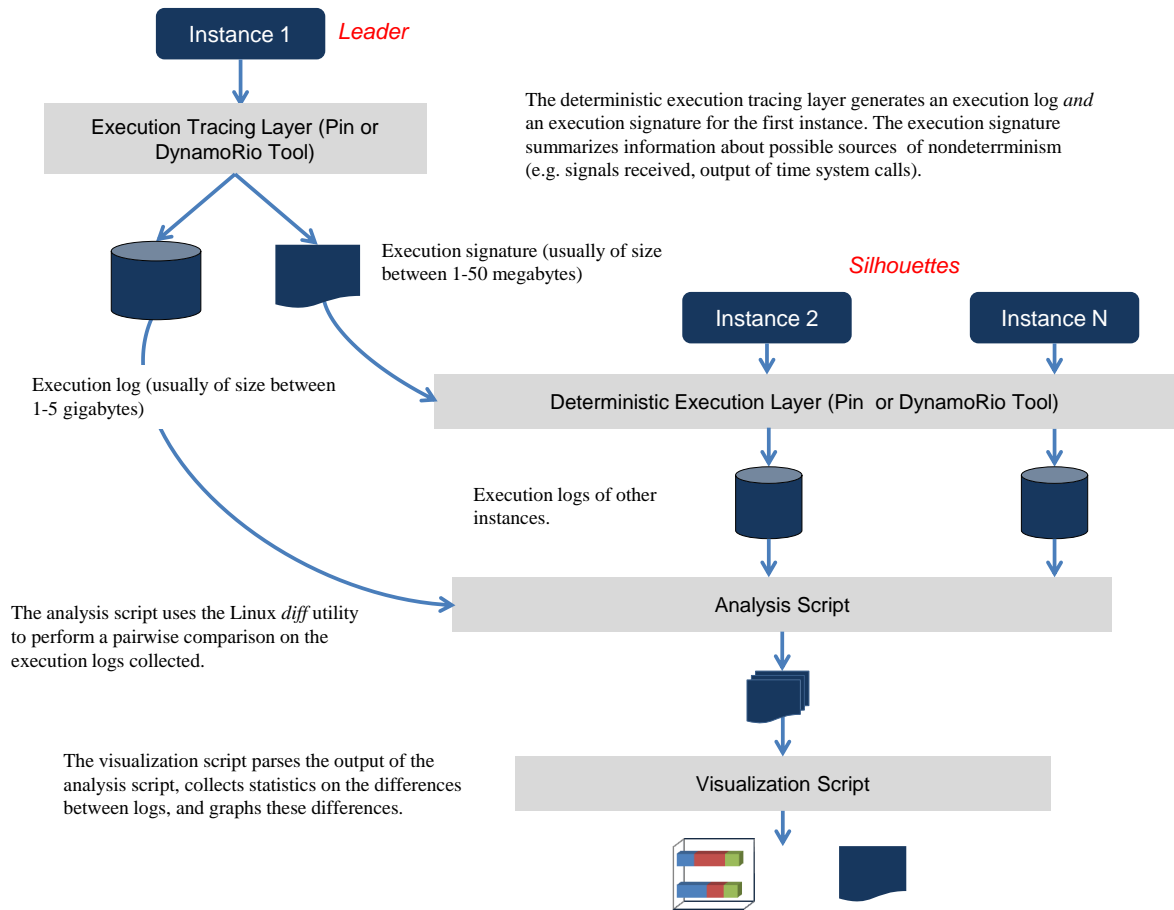 Instance 1
Leader
Execution Tracing Layer (Pin or
DynamoRio Tool)
The deterministic execution tracing layer generates an execution log and
an execution signature for the first instance. The execution signature
summarizes information about possible sources of nondeterrminism
(e.g. signals received, output of time system calls).
Execution signature (usually of size
between 1-50 megabytes)
Silhouettes
Instance 2
Instance N
Execution log (usually of size between
1-5 gigabytes)
Deterministic Execution Layer (Pin or DynamoRio Tool)
Execution logs of other
instances.
The analysis script uses the Linux diff utility
to perform a pairwise comparison on the
execution logs collected.
Analysis Script
The visualization script parses the output of the
analysis script, collects statistics on the differences
between logs, and graphs these differences.
Visualization Script